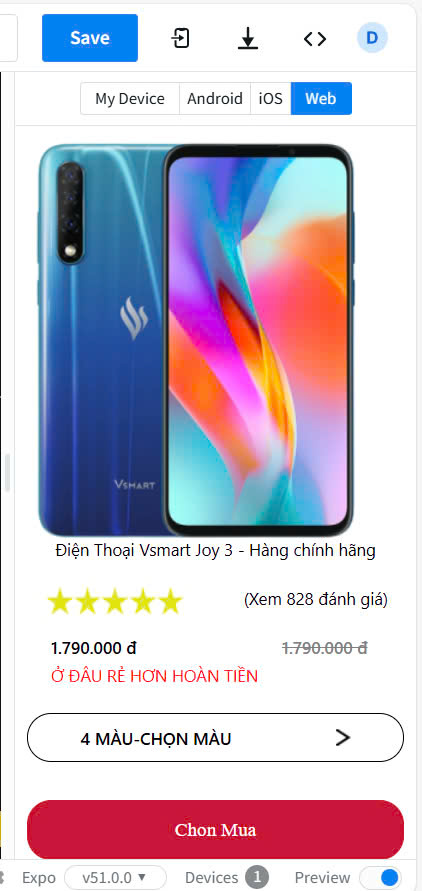 Save
D
My Device Android iOS Web
VSMART
Điện Thoại Vsmart Joy 3 - Hàng chính hãng
(Xem 828 đánh giá)
1.790.000 đ 1.790.000 đ
Ở ĐÂU RẺ HƠN HOÀN TIỀN
4 MÀU-CHỌN MÀU
Chon Mua
Expo v51.0.0 Devices 1 Preview